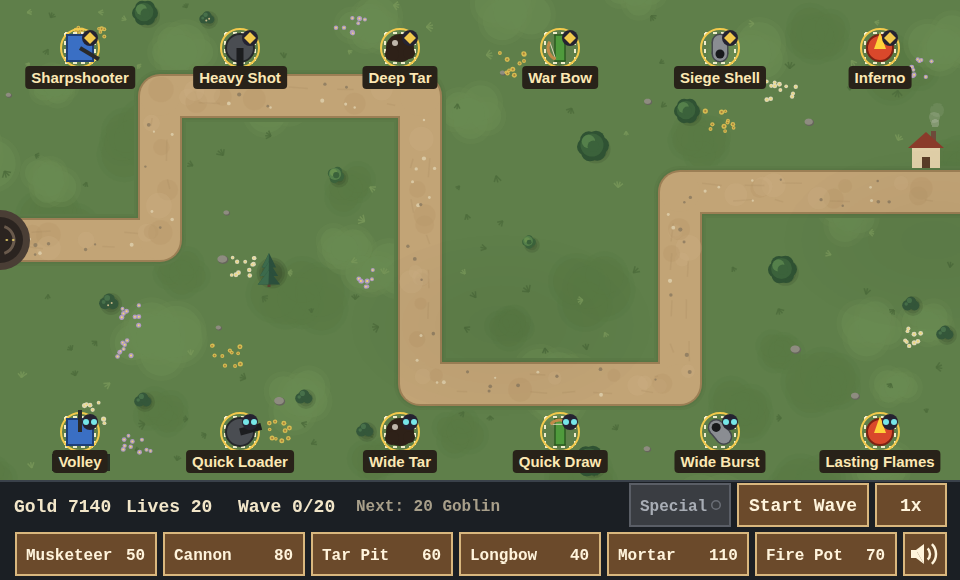 Sharpshooter
Heavy Shot
Deep Tar
War Bow
Siege Shell
Inferno
Volley
Quick Loader
Wide Tar
Quick Draw
Wide Burst
Lasting Flames
Gold 7140 Lives 20 Wave 0/20 Next: 20 Goblin
Special
Start Wave
1x
Musketeer 50
Cannon 80
Tar Pit 60
Longbow 40
Mortar 110
Fire Pot 70